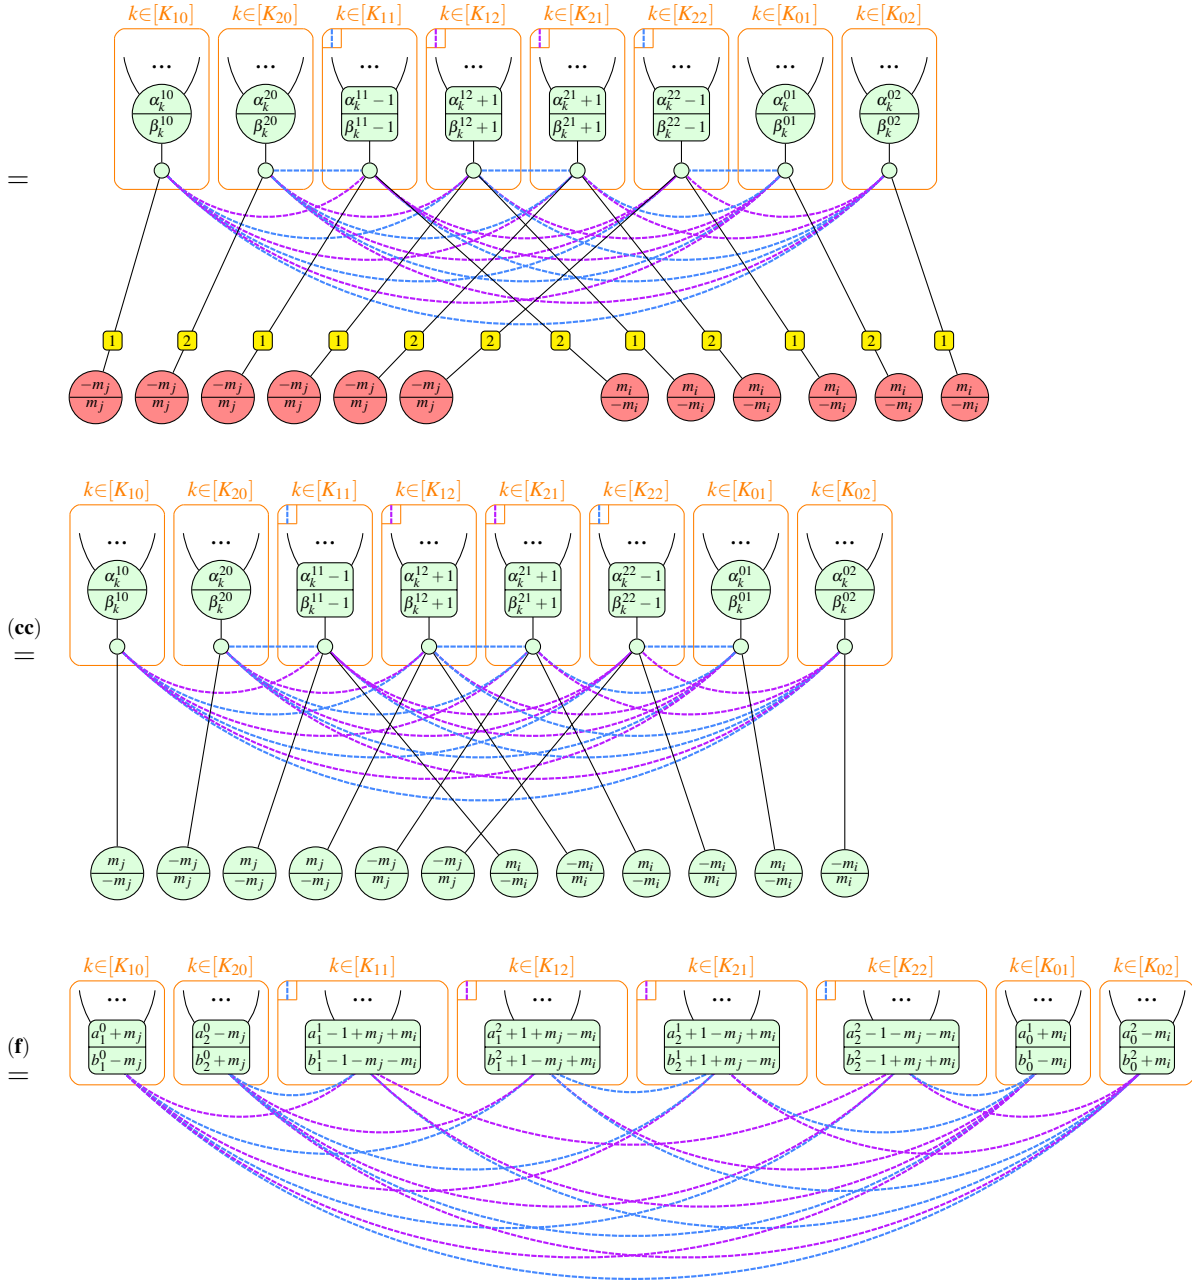 k∈[K₁₀] k∈[K₂₀] k∈[K₁₁] k∈[K₁₂] k∈[K₂₁] k∈[K₂₂] k∈[K₀₁] k∈[K₀₂]
... ... ... ... ... ... ... ...
α_k^{10} α_k^{20} α_k^{11} − 1 α_k^{12} + 1 α_k^{21} + 1 α_k^{22} − 1 α_k^{01} α_k^{02}
β_k^{10} β_k^{20} β_k^{11} − 1 β_k^{12} + 1 β_k^{21} + 1 β_k^{22} − 1 β_k^{01} β_k^{02}
=
1 2 1 1 2 2 2 1 2 1 2 1
−m_j −m_j −m_j −m_j −m_j −m_j m_i m_i m_i m_i m_i m_i
m_j m_j m_j m_j m_j m_j −m_i −m_i −m_i −m_i −m_i −m_i
k∈[K₁₀] k∈[K₂₀] k∈[K₁₁] k∈[K₁₂] k∈[K₂₁] k∈[K₂₂] k∈[K₀₁] k∈[K₀₂]
... ... ... ... ... ... ... ...
α_k^{10} α_k^{20} α_k^{11} − 1 α_k^{12} + 1 α_k^{21} + 1 α_k^{22} − 1 α_k^{01} α_k^{02}
β_k^{10} β_k^{20} β_k^{11} − 1 β_k^{12} + 1 β_k^{21} + 1 β_k^{22} − 1 β_k^{01} β_k^{02}
(cc)
=
m_j −m_j m_j m_j −m_j −m_j m_i −m_i m_i −m_i m_i −m_i
−m_j m_j −m_j −m_j m_j m_j −m_i m_i −m_i m_i −m_i m_i
k∈[K₁₀] k∈[K₂₀] k∈[K₁₁] k∈[K₁₂] k∈[K₂₁] k∈[K₂₂] k∈[K₀₁] k∈[K₀₂]
... ... ... ... ... ... ... ...
a_1^0 + m_j a_2^0 − m_j a_1^1 − 1 + m_j + m_i a_1^2 + 1 + m_j − m_i a_2^1 + 1 − m_j + m_i a_2^2 − 1 − m_j − m_i a_0^1 + m_i a_0^2 − m_i
b_1^0 − m_j b_2^0 + m_j b_1^1 − 1 − m_j − m_i b_1^2 + 1 − m_j + m_i b_2^1 + 1 + m_j − m_i b_2^2 − 1 + m_j + m_i b_0^1 − m_i b_0^2 + m_i
(f)
=